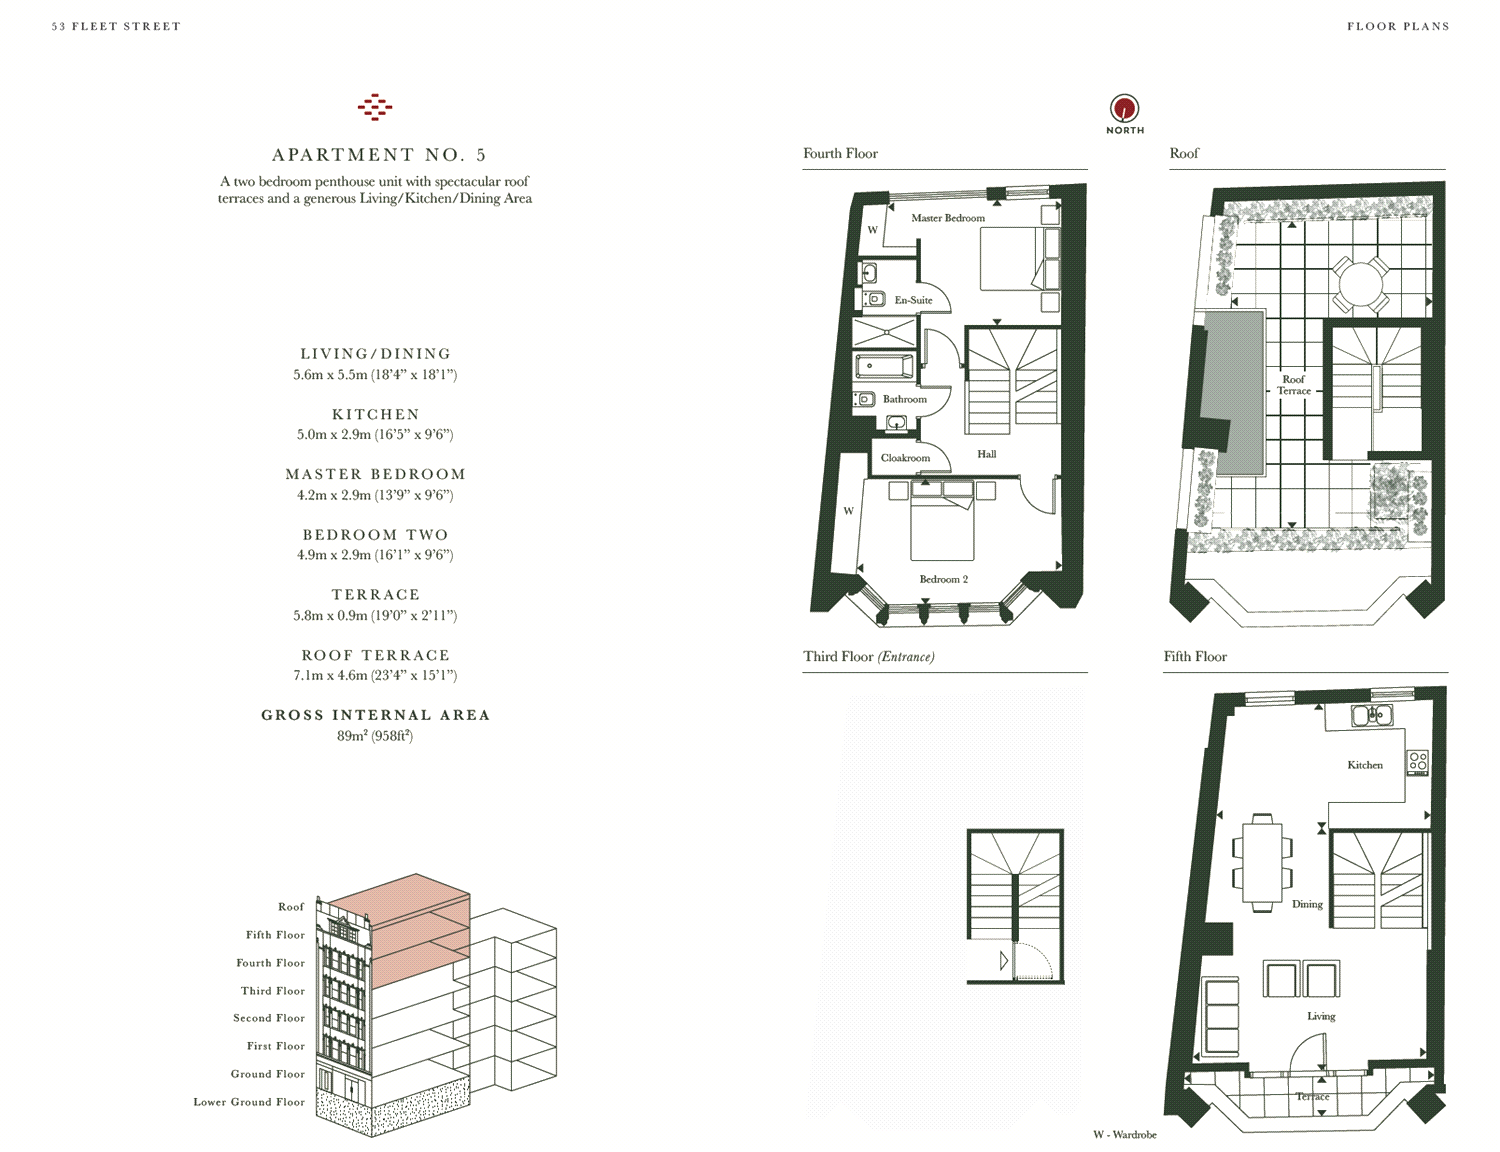 53 FLEET STREET
FLOOR PLANS
APARTMENT NO. 5
A two bedroom penthouse unit with spectacular roof
terraces and a generous Living/Kitchen/Dining Area
LIVING/DINING
5.6m x 5.5m (18’4” x 18’1”)
KITCHEN
5.0m x 2.9m (16’5” x 9’6”)
MASTER BEDROOM
4.2m x 2.9m (13’9” x 9’6”)
BEDROOM TWO
4.9m x 2.9m (16’1” x 9’6”)
TERRACE
5.8m x 0.9m (19’0” x 2’11”)
ROOF TERRACE
7.1m x 4.6m (23’4” x 15’1”)
GROSS INTERNAL AREA
89m² (958ft²)
Roof
Fifth Floor
Fourth Floor
Third Floor
Second Floor
First Floor
Ground Floor
Lower Ground Floor
NORTH
Fourth Floor
Master Bedroom
W
En-Suite
Bathroom
Cloakroom
Hall
W
Bedroom 2
Roof
Roof
Terrace
Third Floor (Entrance)
Fifth Floor
Kitchen
Dining
Living
Terrace
W - Wardrobe